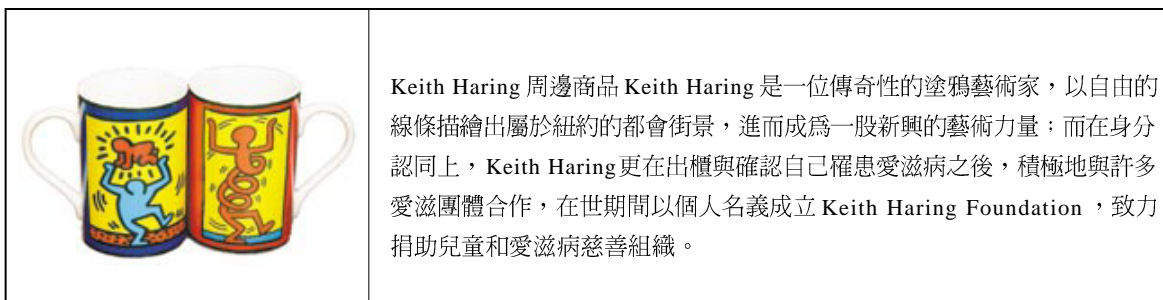 Keith Haring 周邊商品 Keith Haring 是一位傳奇性的塗鴉藝術家，以自由的
線條描繪出屬於紐約的都會街景，進而成為一股新興的藝術力量；而在身分
認同上，Keith Haring更在出櫃與確認自己罹患愛滋病之後，積極地與許多
愛滋團體合作，在世期間以個人名義成立 Keith Haring Foundation ，致力
捐助兒童和愛滋病慈善組織。